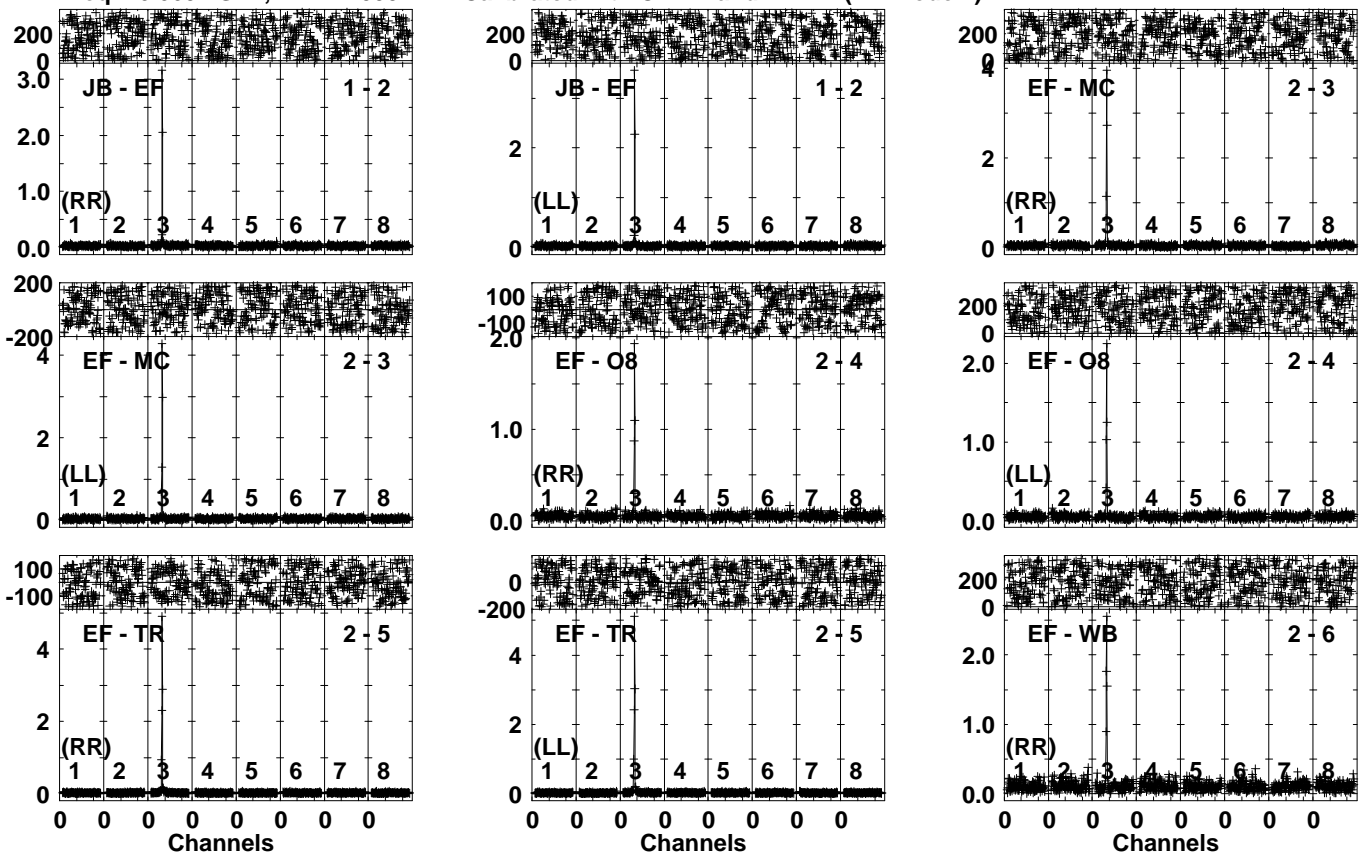 200 200 200
0 0 0
3.0 JB - EF 1 - 2 JB - EF 1 - 2 4 EF - MC 2 - 3
2.0 2 2
1.0
(RR) (LL) (RR)
1 2 3 4 5 6 7 8 1 2 3 4 5 6 7 8 1 2 3 4 5 6 7 8
0.0 0 0
200 100 200
-200 -100 0
4 EF - MC 2 - 3 2.0 EF - O8 2 - 4 2.0 EF - O8 2 - 4
2 1.0 1.0
(LL) (RR) (LL)
1 2 3 4 5 6 7 8 1 2 3 4 5 6 7 8 1 2 3 4 5 6 7 8
0 0.0 0.0
100 0 200
-100 -200 0
EF - TR 2 - 5 EF - TR 2 - 5 EF - WB 2 - 6
4 4 2.0
2 2 1.0
(RR) (LL) (RR)
1 2 3 4 5 6 7 8 1 2 3 4 5 6 7 8 1 2 3 4 5 6 7 8
0 0 0.0
0 0 0 0 0 0 0 0 0 0 0 0 0 0 0 0 0 0 0 0 0 0 0 0
Channels Channels Channels